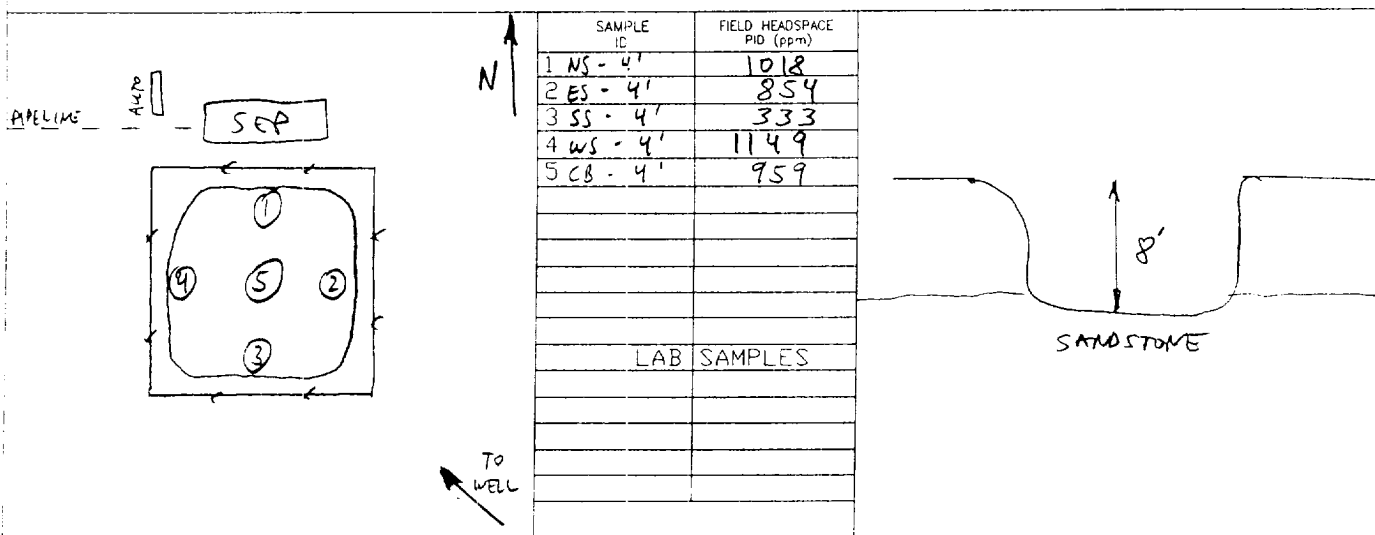 N
AUTO
PIPELINE
SEP
1
4
5
2
3
TO
WELL
SAMPLE
ID
FIELD HEADSPACE
PID (ppm)
1 NS - 4' 1018
2 ES - 4' 854
3 SS - 4' 333
4 WS - 4' 1149
5 CB - 4' 959
LAB SAMPLES
8'
SANDSTONE